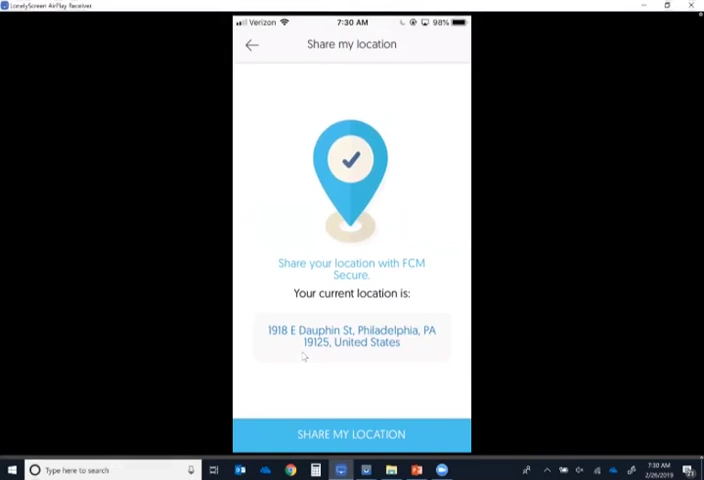 LonelyScreen AirPlay Receiver
Verizon 7:30 AM 98%
Share my location
Share your location with FCM
Secure.
Your current location is:
1918 E Dauphin St, Philadelphia, PA
19125, United States
SHARE MY LOCATION
Type here to search
7:30 AM
2/26/2019